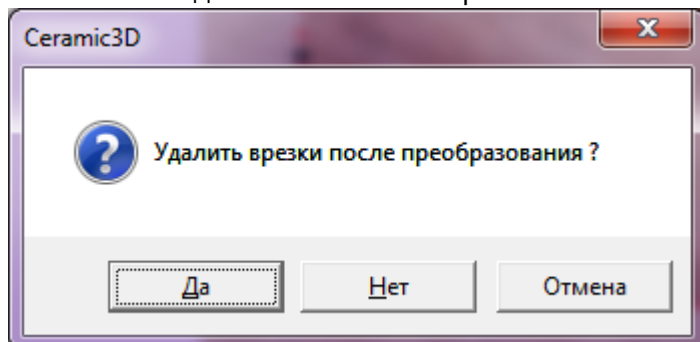 Ceramic3D
Удалить врезки после преобразования ?
Да
Нет
Отмена